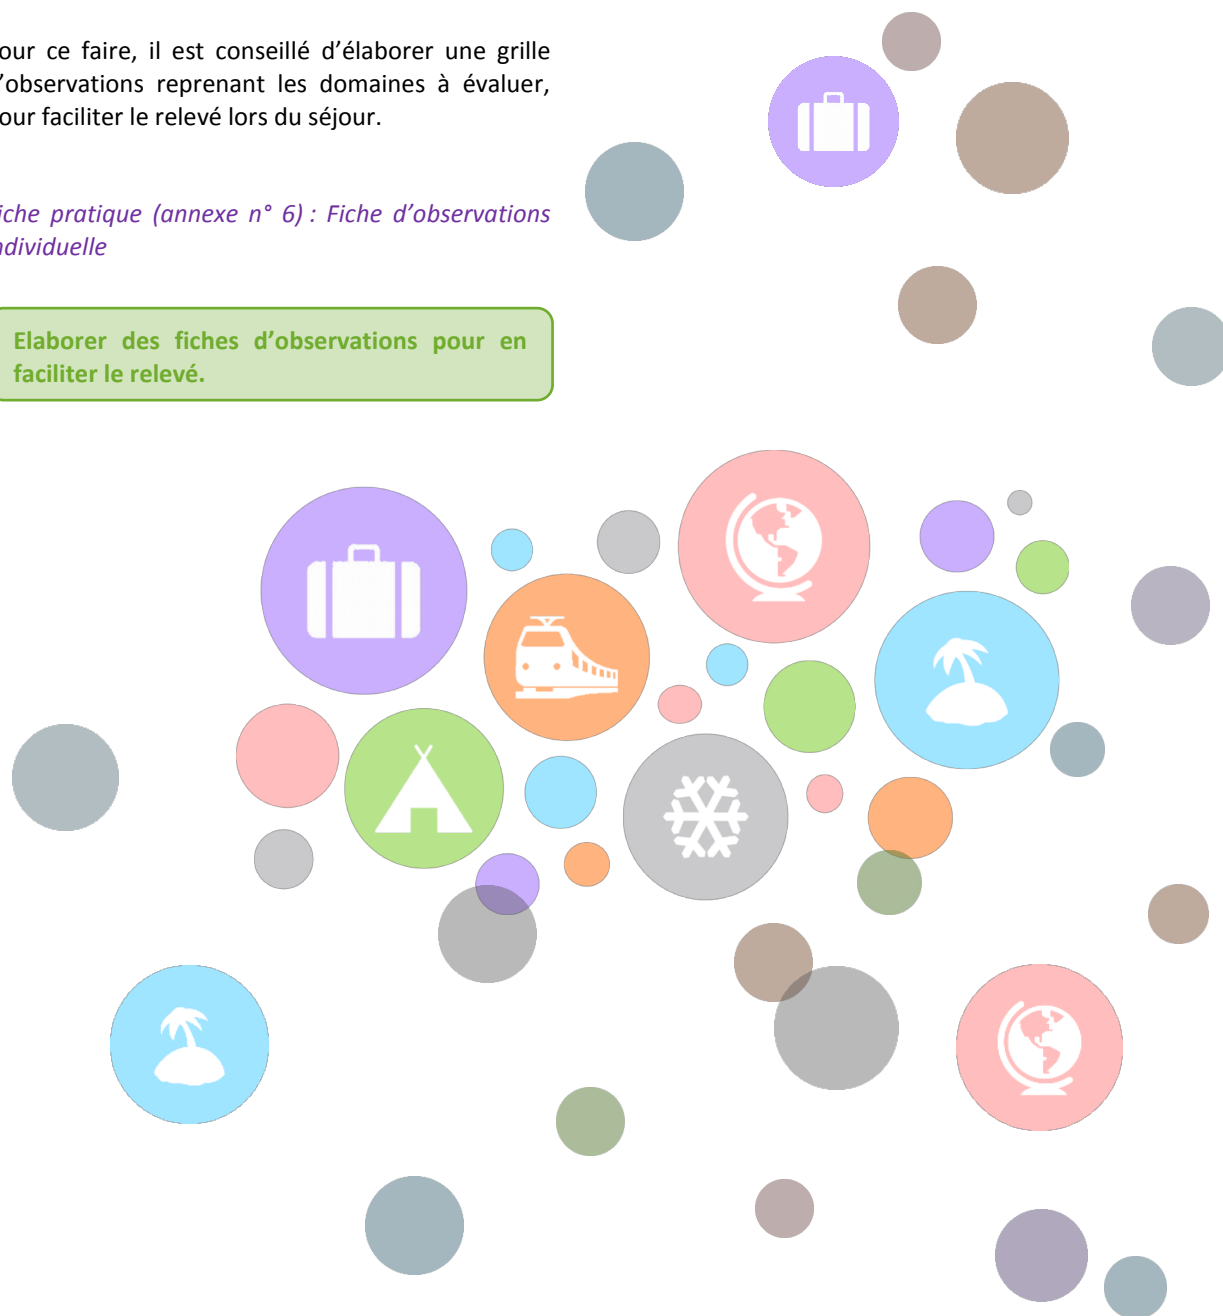 our ce faire, il est conseillé d’élaborer une grille
’observations reprenant les domaines à évaluer,
our faciliter le relevé lors du séjour.
iche pratique (annexe n° 6) : Fiche d’observations
ndividuelle
Elaborer des fiches d’observations pour en
faciliter le relevé.